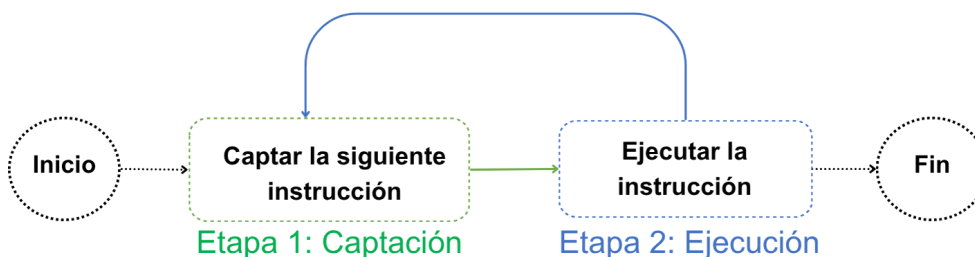 Inicio
Captar la siguiente
instrucción
Ejecutar la
instrucción
Fin
Etapa 1: Captación
Etapa 2: Ejecución